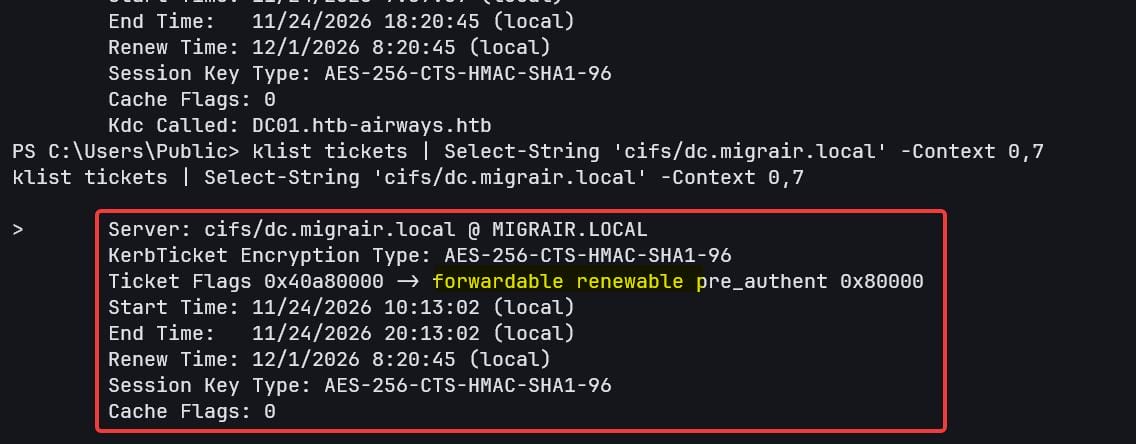 End Time:   11/24/2026 18:20:45 (local)
Renew Time: 12/1/2026 8:20:45 (local)
Session Key Type: AES-256-CTS-HMAC-SHA1-96
Cache Flags: 0
Kdc Called: DC01.htb-airways.htb
PS C:\Users\Public> klist tickets | Select-String 'cifs/dc.migrair.local' -Context 0,7
klist tickets | Select-String 'cifs/dc.migrair.local' -Context 0,7
>       Server: cifs/dc.migrair.local @ MIGRAIR.LOCAL
KerbTicket Encryption Type: AES-256-CTS-HMAC-SHA1-96
Ticket Flags 0x40a80000 -> forwardable renewable pre_authent 0x80000
Start Time: 11/24/2026 10:13:02 (local)
End Time:   11/24/2026 20:13:02 (local)
Renew Time: 12/1/2026 8:20:45 (local)
Session Key Type: AES-256-CTS-HMAC-SHA1-96
Cache Flags: 0